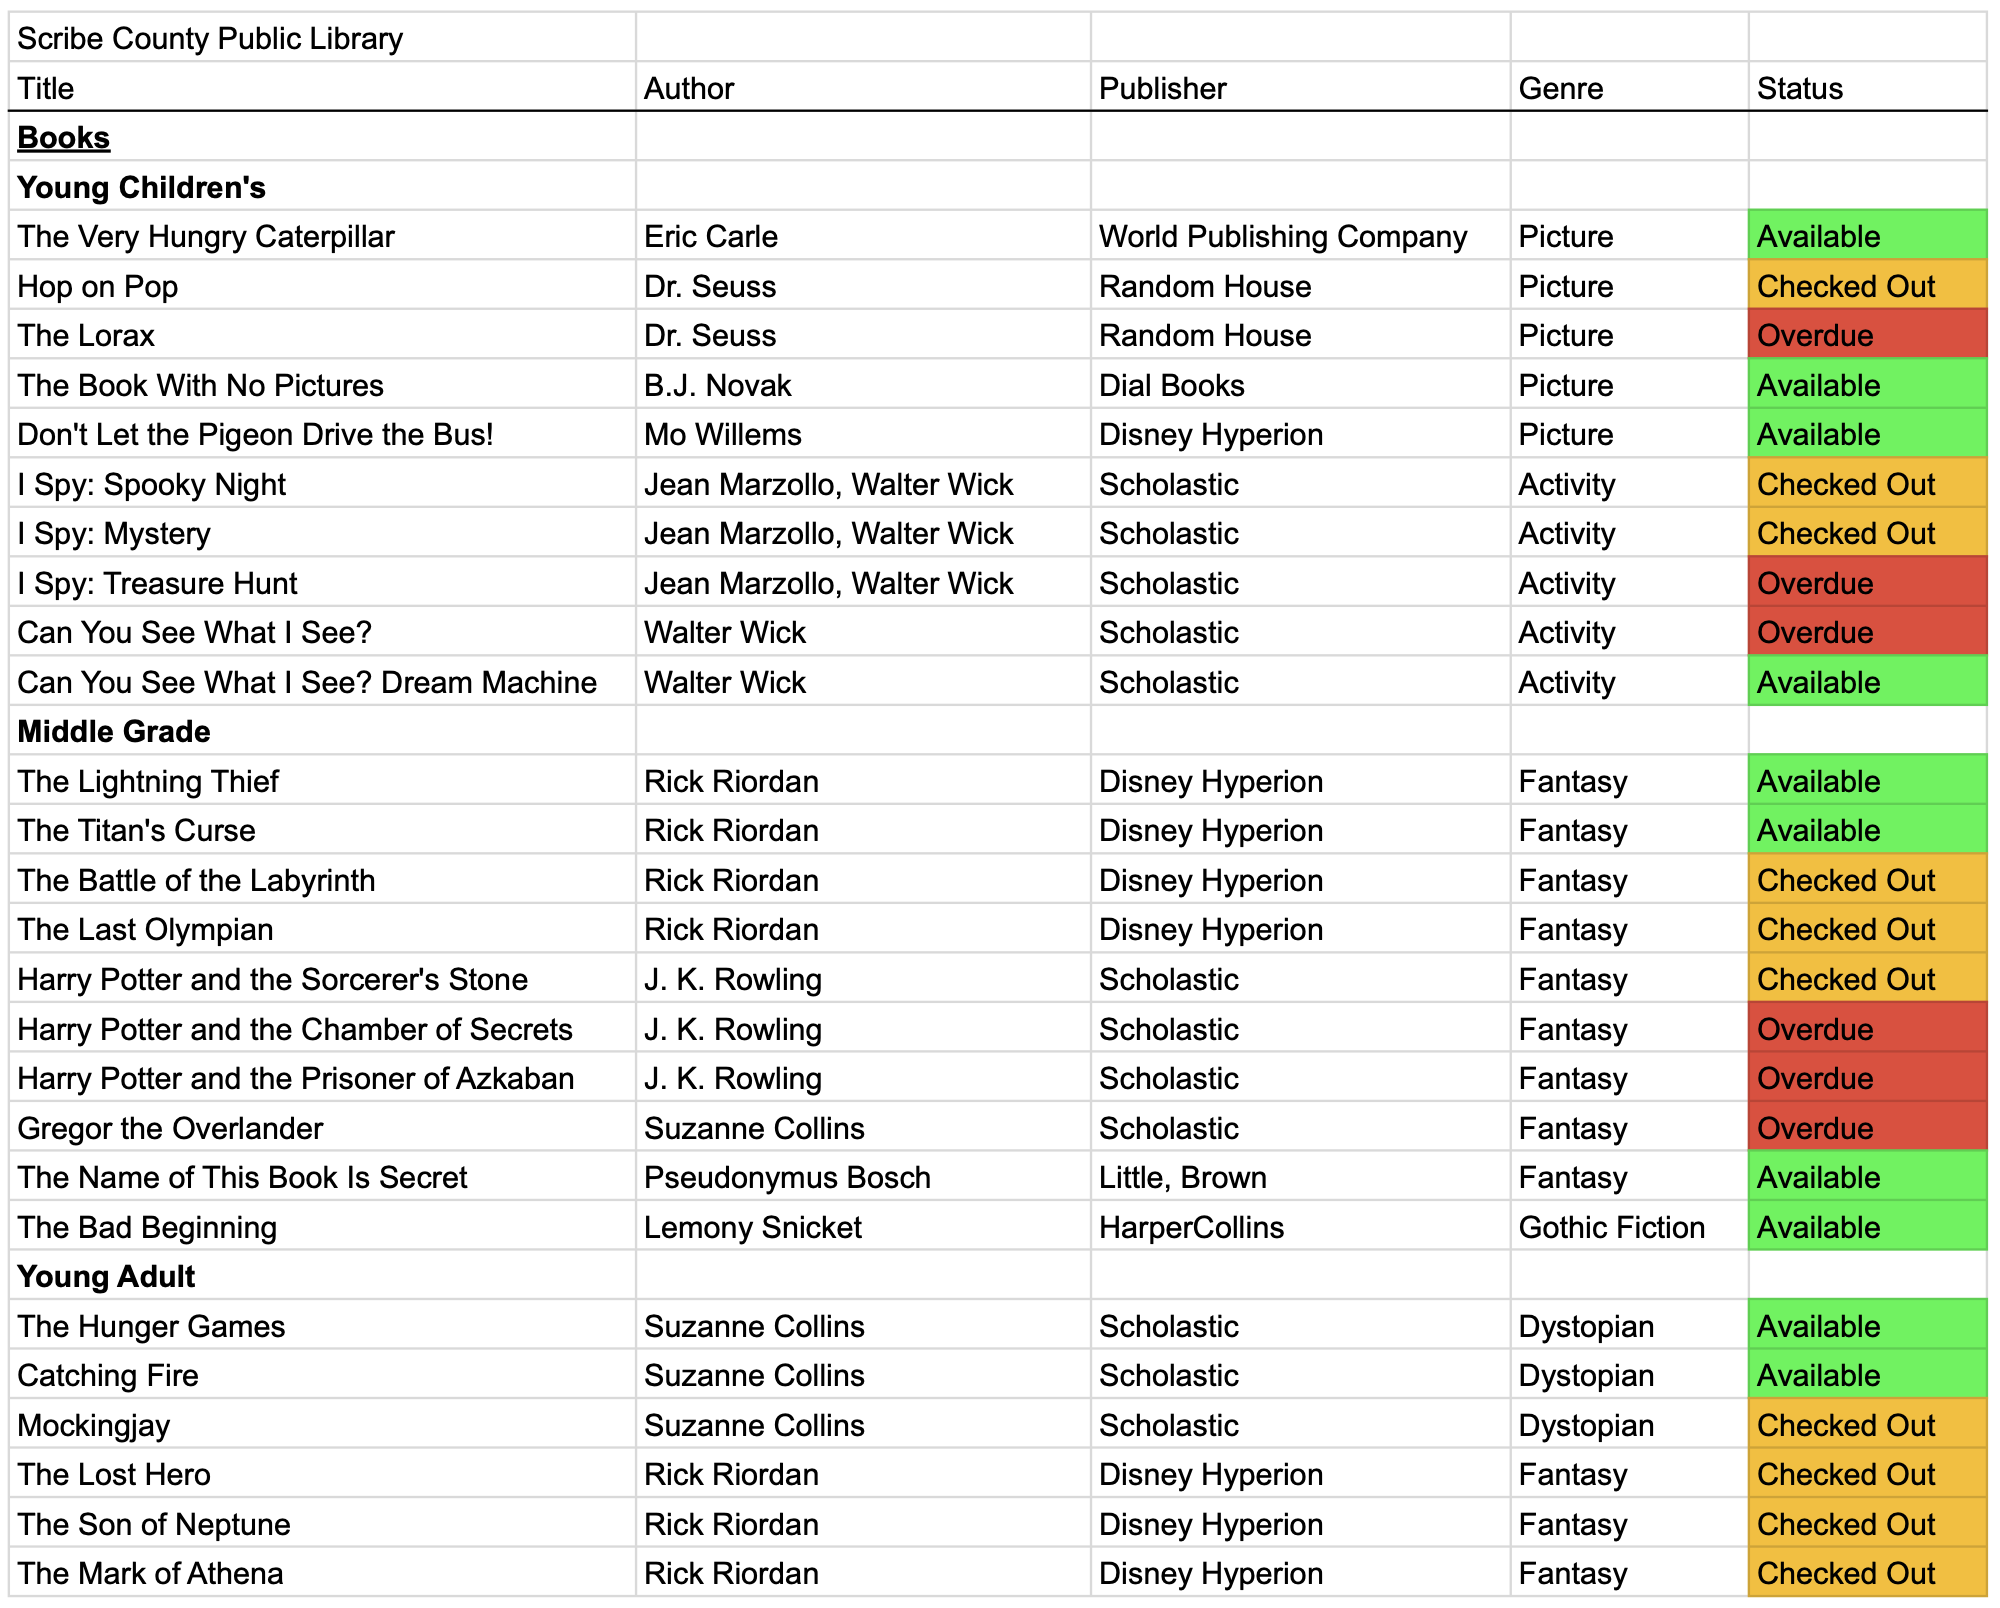 Scribe County Public Library
Title Author Publisher Genre Status
Books
Young Children's
The Very Hungry Caterpillar Eric Carle World Publishing Company Picture Available
Hop on Pop Dr. Seuss Random House Picture Checked Out
The Lorax Dr. Seuss Random House Picture Overdue
The Book With No Pictures B.J. Novak Dial Books Picture Available
Don't Let the Pigeon Drive the Bus! Mo Willems Disney Hyperion Picture Available
I Spy: Spooky Night Jean Marzollo, Walter Wick Scholastic Activity Checked Out
I Spy: Mystery Jean Marzollo, Walter Wick Scholastic Activity Checked Out
I Spy: Treasure Hunt Jean Marzollo, Walter Wick Scholastic Activity Overdue
Can You See What I See? Walter Wick Scholastic Activity Overdue
Can You See What I See? Dream Machine Walter Wick Scholastic Activity Available
Middle Grade
The Lightning Thief Rick Riordan Disney Hyperion Fantasy Available
The Titan's Curse Rick Riordan Disney Hyperion Fantasy Available
The Battle of the Labyrinth Rick Riordan Disney Hyperion Fantasy Checked Out
The Last Olympian Rick Riordan Disney Hyperion Fantasy Checked Out
Harry Potter and the Sorcerer's Stone J. K. Rowling Scholastic Fantasy Checked Out
Harry Potter and the Chamber of Secrets J. K. Rowling Scholastic Fantasy Overdue
Harry Potter and the Prisoner of Azkaban J. K. Rowling Scholastic Fantasy Overdue
Gregor the Overlander Suzanne Collins Scholastic Fantasy Overdue
The Name of This Book Is Secret Pseudonymus Bosch Little, Brown Fantasy Available
The Bad Beginning Lemony Snicket HarperCollins Gothic Fiction Available
Young Adult
The Hunger Games Suzanne Collins Scholastic Dystopian Available
Catching Fire Suzanne Collins Scholastic Dystopian Available
Mockingjay Suzanne Collins Scholastic Dystopian Checked Out
The Lost Hero Rick Riordan Disney Hyperion Fantasy Checked Out
The Son of Neptune Rick Riordan Disney Hyperion Fantasy Checked Out
The Mark of Athena Rick Riordan Disney Hyperion Fantasy Checked Out